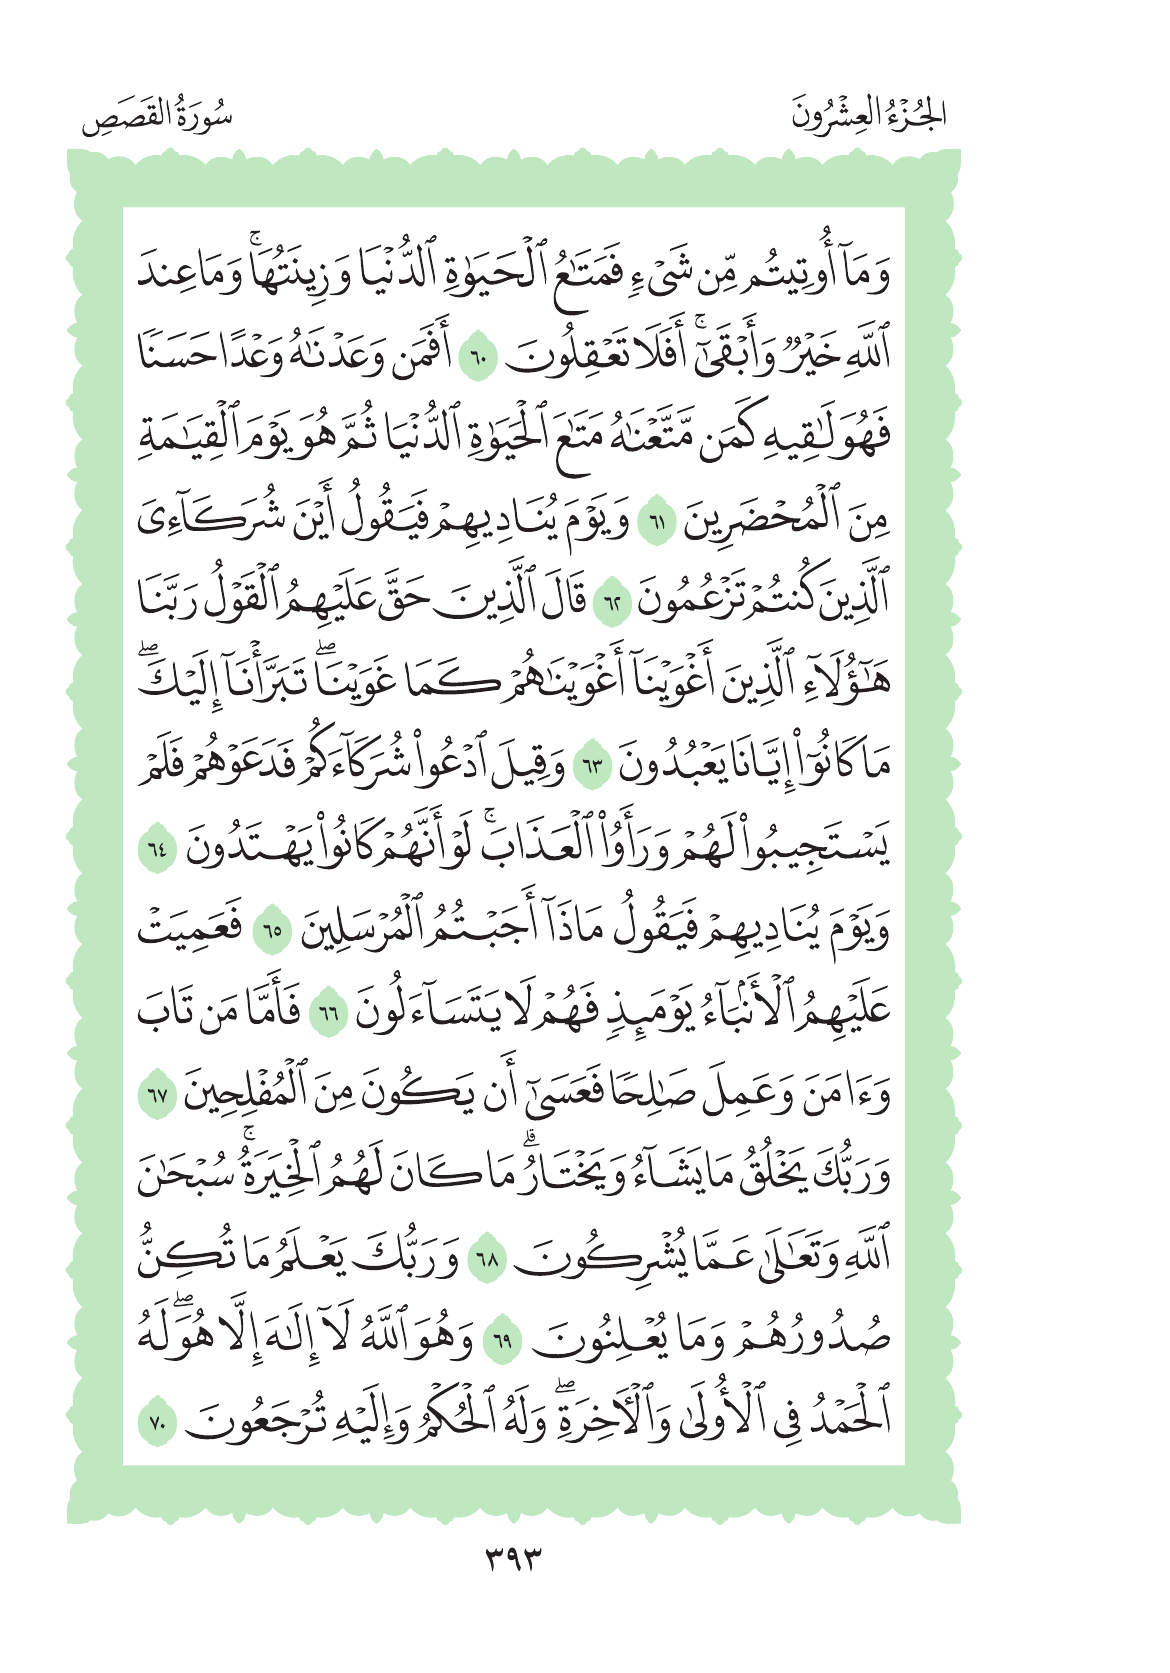 الجُزْءُ العِشْرُونَ
سُورَةُ القَصَصِ
وَمَآ أُوتِيتُم مِّن شَىْءٍ فَمَتَٰعُ ٱلْحَيَوٰةِ ٱلدُّنْيَا وَزِينَتُهَا ۚ وَمَا عِندَ
ٱللَّهِ خَيْرٌ وَأَبْقَىٰٓ ۚ أَفَلَا تَعْقِلُونَ ٦٠ أَفَمَن وَعَدْنَٰهُ وَعْدًا حَسَنًا
فَهُوَ لَٰقِيهِ كَمَن مَّتَّعْنَٰهُ مَتَٰعَ ٱلْحَيَوٰةِ ٱلدُّنْيَا ثُمَّ هُوَ يَوْمَ ٱلْقِيَٰمَةِ
مِنَ ٱلْمُحْضَرِينَ ٦١ وَيَوْمَ يُنَادِيهِمْ فَيَقُولُ أَيْنَ شُرَكَآءِىَ
ٱلَّذِينَ كُنتُمْ تَزْعُمُونَ ٦٢ قَالَ ٱلَّذِينَ حَقَّ عَلَيْهِمُ ٱلْقَوْلُ رَبَّنَا
هَٰٓؤُلَآءِ ٱلَّذِينَ أَغْوَيْنَآ أَغْوَيْنَٰهُمْ كَمَا غَوَيْنَا ۖ تَبَرَّأْنَآ إِلَيْكَ ۖ
مَا كَانُوٓا۟ إِيَّانَا يَعْبُدُونَ ٦٣ وَقِيلَ ٱدْعُوا۟ شُرَكَآءَكُمْ فَدَعَوْهُمْ فَلَمْ
يَسْتَجِيبُوا۟ لَهُمْ وَرَأَوُا۟ ٱلْعَذَابَ ۚ لَوْ أَنَّهُمْ كَانُوا۟ يَهْتَدُونَ ٦٤
وَيَوْمَ يُنَادِيهِمْ فَيَقُولُ مَاذَآ أَجَبْتُمُ ٱلْمُرْسَلِينَ ٦٥ فَعَمِيَتْ
عَلَيْهِمُ ٱلْأَنۢبَآءُ يَوْمَئِذٍ فَهُمْ لَا يَتَسَآءَلُونَ ٦٦ فَأَمَّا مَن تَابَ
وَءَامَنَ وَعَمِلَ صَٰلِحًا فَعَسَىٰٓ أَن يَكُونَ مِنَ ٱلْمُفْلِحِينَ ٦٧
وَرَبُّكَ يَخْلُقُ مَا يَشَآءُ وَيَخْتَارُ ۗ مَا كَانَ لَهُمُ ٱلْخِيَرَةُ ۚ سُبْحَٰنَ
ٱللَّهِ وَتَعَٰلَىٰ عَمَّا يُشْرِكُونَ ٦٨ وَرَبُّكَ يَعْلَمُ مَا تُكِنُّ
صُدُورُهُمْ وَمَا يُعْلِنُونَ ٦٩ وَهُوَ ٱللَّهُ لَآ إِلَٰهَ إِلَّا هُوَ ۖ لَهُ
ٱلْحَمْدُ فِى ٱلْأُولَىٰ وَٱلْءَاخِرَةِ ۖ وَلَهُ ٱلْحُكْمُ وَإِلَيْهِ تُرْجَعُونَ ٧٠
٣٩٣